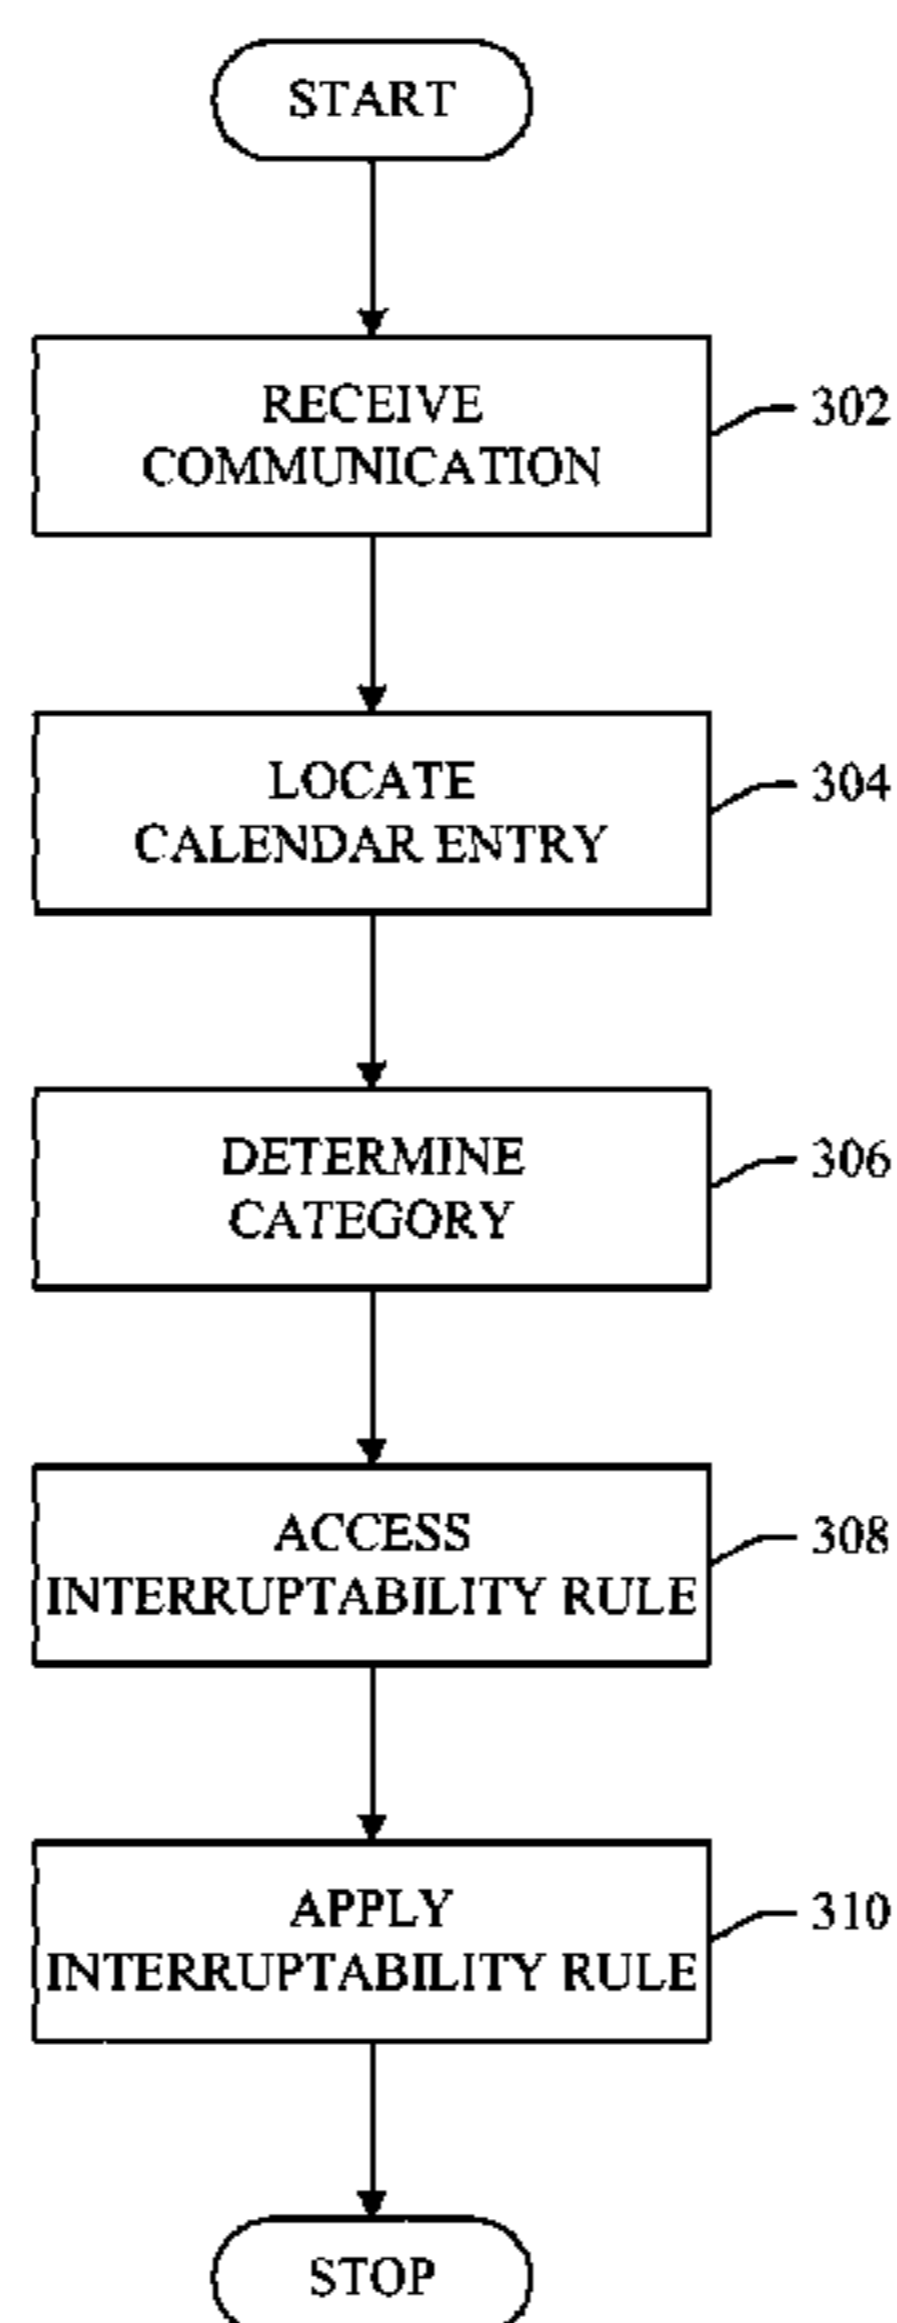 START
RECEIVE
COMMUNICATION
302
LOCATE
CALENDAR ENTRY
304
DETERMINE
CATEGORY
306
ACCESS
INTERRUPTABILITY RULE
308
APPLY
INTERRUPTABILITY RULE
310
STOP